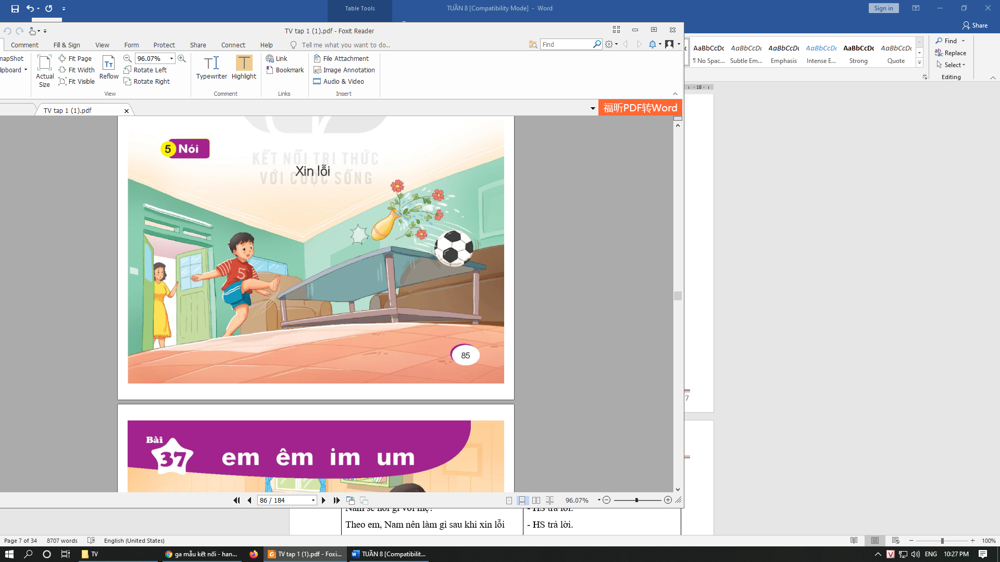 Table Tools
TUẦN 8 [Compatibility Mode] - Word
Sign in
Share
TV tap 1 (1).pdf - Foxit Reader
Comment Fill & Sign View Form Protect Share Connect Help Tell me what you want to do..
Find
napShot
lipboard
Actual Size
Fit Page
Fit Width
Fit Visible
Reflow
96.07%
Rotate Left
Rotate Right
View
Typewriter Highlight
Comment
Link
Bookmark
Links
File Attachment
Image Annotation
Audio & Video
Insert
AaBbCcDc AaBbCcDc AaBbCcDc AaBbCcDc AaBbCcDc AaBbCcDc
¶ No Spac... Subtle Em... Emphasis Intense E... Strong Quote
Find
Replace
Select
Editing
18
TV tap 1 (1).pdf
福昕PDF转Word
5 Nói
KẾT NỐI TRI THỨC
VỚI CUỘC SỐNG
Xin lỗi
5
85
7
Bài
37 em êm im um
86 / 184
96.07%
Nam sẽ nói gì với mẹ?
- HS trả lời.
Theo em, Nam nên làm gì sau khi xin lỗi
- HS trả lời.
Page 7 of 34 8707 words English (United States)
100%
TV
ga mẫu kết nối - han...
TV tap 1 (1).pdf - Foxi...
TUẦN 8 [Compatibilit...
ENG 10:27 PM